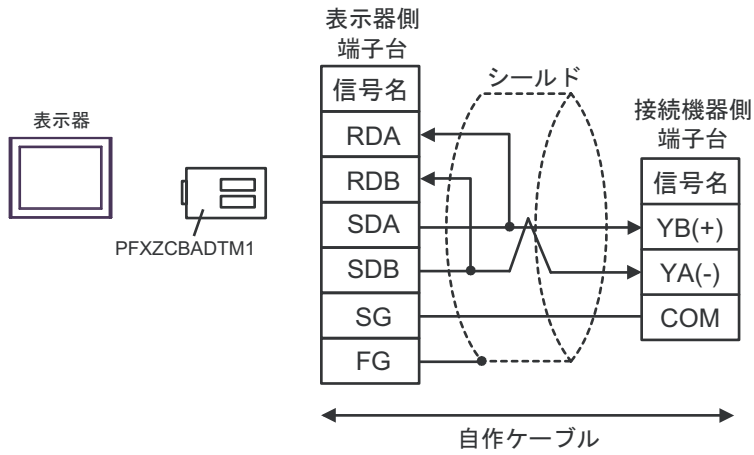 表示器
PFXZCBADTM1
表示器側
端子台
信号名
RDA
RDB
SDA
SDB
SG
FG
シールド
接続機器側
端子台
信号名
YB(+)
YA(-)
COM
自作ケーブル